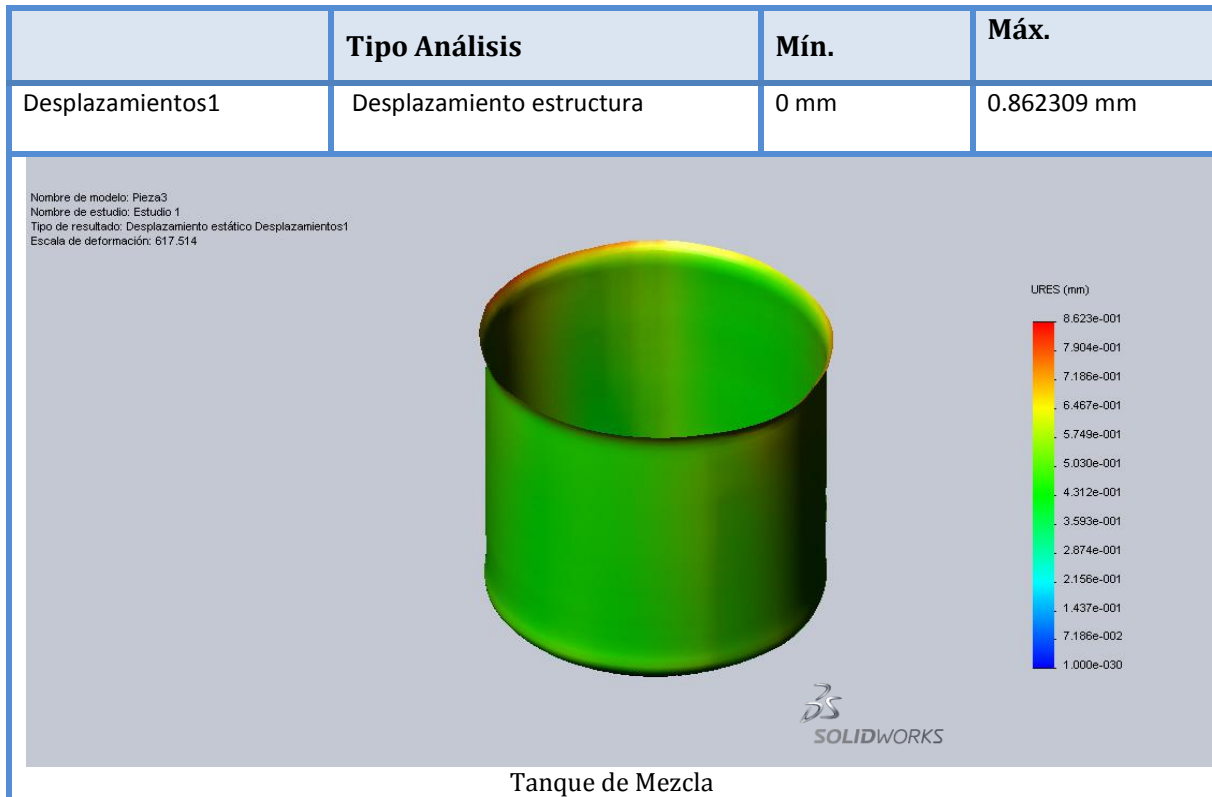 Tipo Análisis Mín. Máx.
Desplazamientos1 Desplazamiento estructura 0 mm 0.862309 mm
Nombre de modelo: Pieza3
Nombre de estudio: Estudio 1
Tipo de resultado: Desplazamiento estático Desplazamientos1
Escala de deformación: 617.514
URES (mm)
8.623e-001
7.904e-001
7.186e-001
6.467e-001
5.749e-001
5.030e-001
4.312e-001
3.593e-001
2.874e-001
2.156e-001
1.437e-001
7.186e-002
1.000e-030
SOLIDWORKS
Tanque de Mezcla